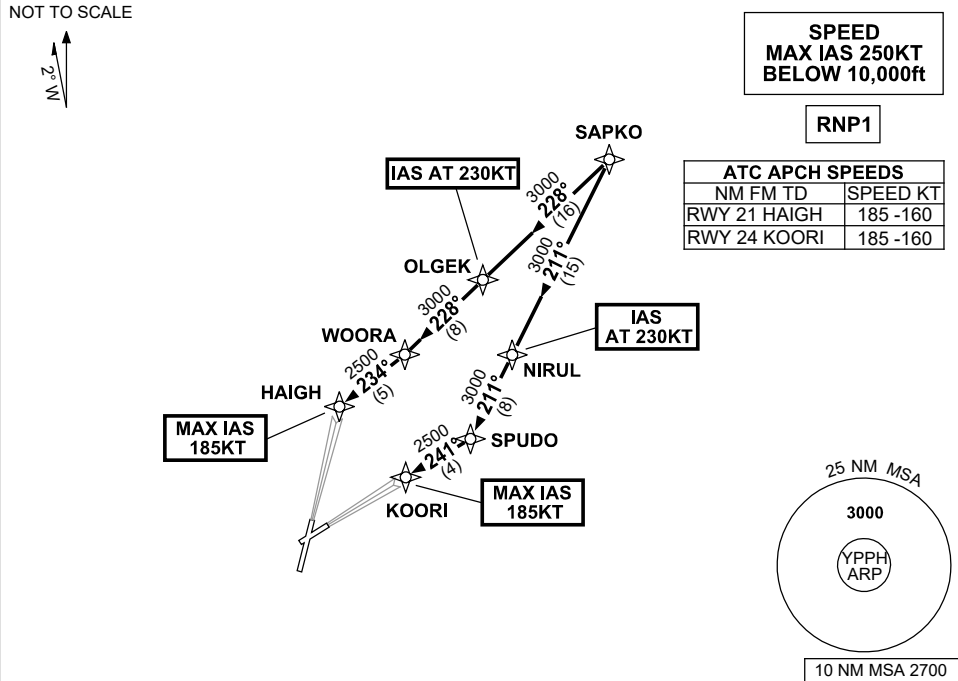 NOT TO SCALE
2° W
SPEED
MAX IAS 250KT
BELOW 10,000ft
RNP1
ATC APCH SPEEDS
NM FM TD SPEED KT
RWY 21 HAIGH 185 -160
RWY 24 KOORI 185 -160
SAPKO
IAS AT 230KT
3000
228°
(16)
3000
211°
(15)
OLGEK
3000
228°
(8)
IAS
AT 230KT
WOORA
NIRUL
2500
234°
(5)
HAIGH
3000
211°
(8)
MAX IAS
185KT
SPUDO
2500
241°
(4)
KOORI
MAX IAS
185KT
25 NM MSA
3000
YPPH
ARP
10 NM MSA 2700